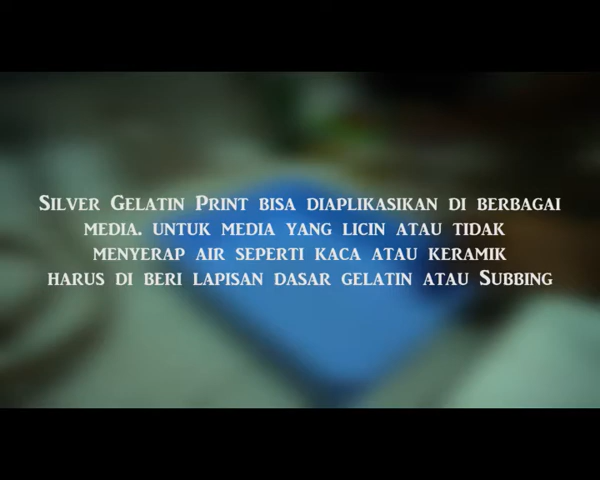 Silver Gelatin Print bisa diaplikasikan di berbagai
media. untuk media yang licin atau tidak
menyerap air seperti kaca atau keramik
harus di beri lapisan dasar gelatin atau Subbing